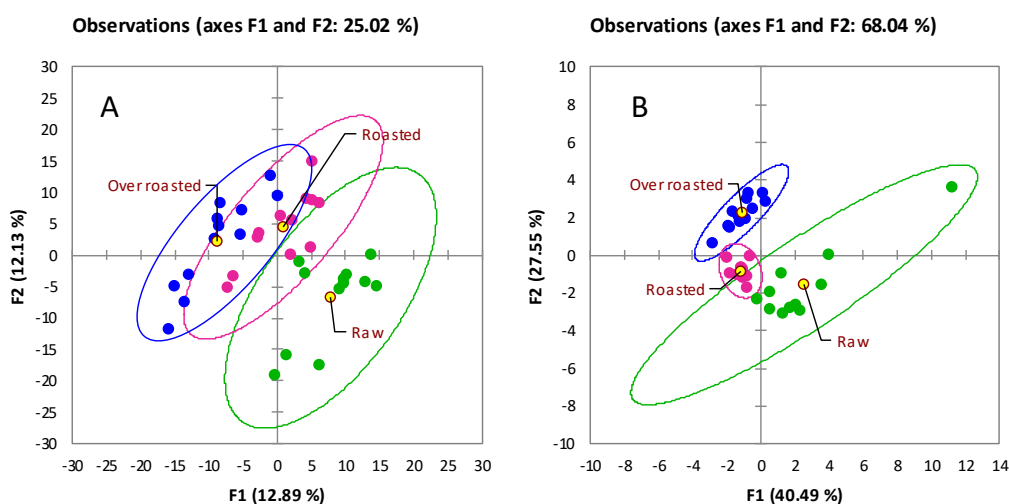 Observations (axes F1 and F2: 25.02 %)
30
25
20
15
10
5
0
-5
-10
-15
-20
-25
-30
F2 (12.13 %)
A
Roasted
Over roasted
Raw
-30 -25 -20 -15 -10 -5 0 5 10 15 20 25 30
F1 (12.89 %)
Observations (axes F1 and F2: 68.04 %)
10
8
6
4
2
0
-2
-4
-6
-8
-10
F2 (27.55 %)
B
Over roasted
Roasted
Raw
-10 -8 -6 -4 -2 0 2 4 6 8 10 12 14
F1 (40.49 %)